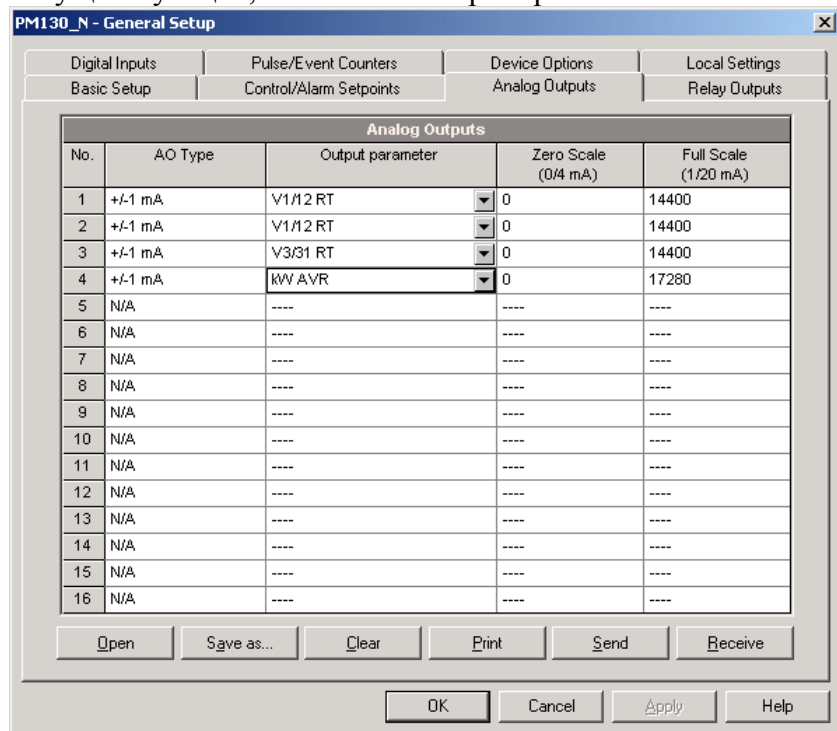 PM130_N - General Setup
Digital Inputs Pulse/Event Counters Device Options Local Settings
Basic Setup Control/Alarm Setpoints Analog Outputs Relay Outputs
Analog Outputs
No. AO Type Output parameter Zero Scale (0/4 mA) Full Scale (1/20 mA)
1 +/-1 mA V1/12 RT 0 14400
2 +/-1 mA V1/12 RT 0 14400
3 +/-1 mA V3/31 RT 0 14400
4 +/-1 mA kW AVR 0 17280
5 N/A ---- ---- ----
6 N/A ---- ---- ----
7 N/A ---- ---- ----
8 N/A ---- ---- ----
9 N/A ---- ---- ----
10 N/A ---- ---- ----
11 N/A ---- ---- ----
12 N/A ---- ---- ----
13 N/A ---- ---- ----
14 N/A ---- ---- ----
15 N/A ---- ---- ----
16 N/A ---- ---- ----
Open Save as... Clear Print Send Receive
OK Cancel Apply Help